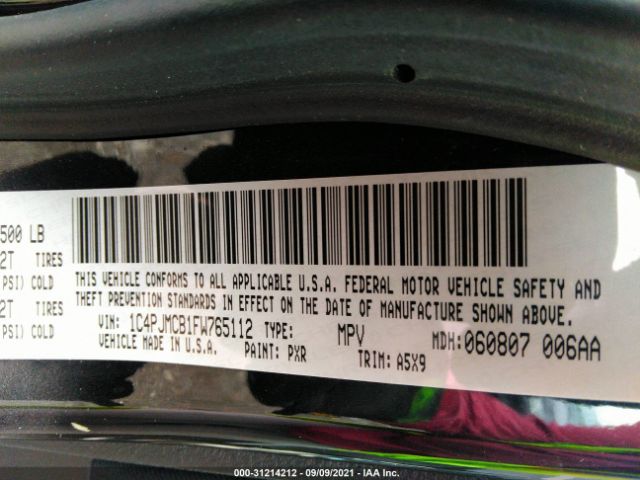 500 LB
2T TIRES
PSI) COLD
2T TIRES
PSI) COLD
THIS VEHICLE CONFORMS TO ALL APPLICABLE U.S.A. FEDERAL MOTOR VEHICLE SAFETY AND
THEFT PREVENTION STANDARDS IN EFFECT ON THE DATE OF MANUFACTURE SHOWN ABOVE.
VIN: 1C4PJMCB1FW765112 TYPE: MPV MDH:060807 006AA
VEHICLE MADE IN U.S.A. PAINT: PXR TRIM: A5X9
000-31214212 - 09/09/2021 - IAA Inc.